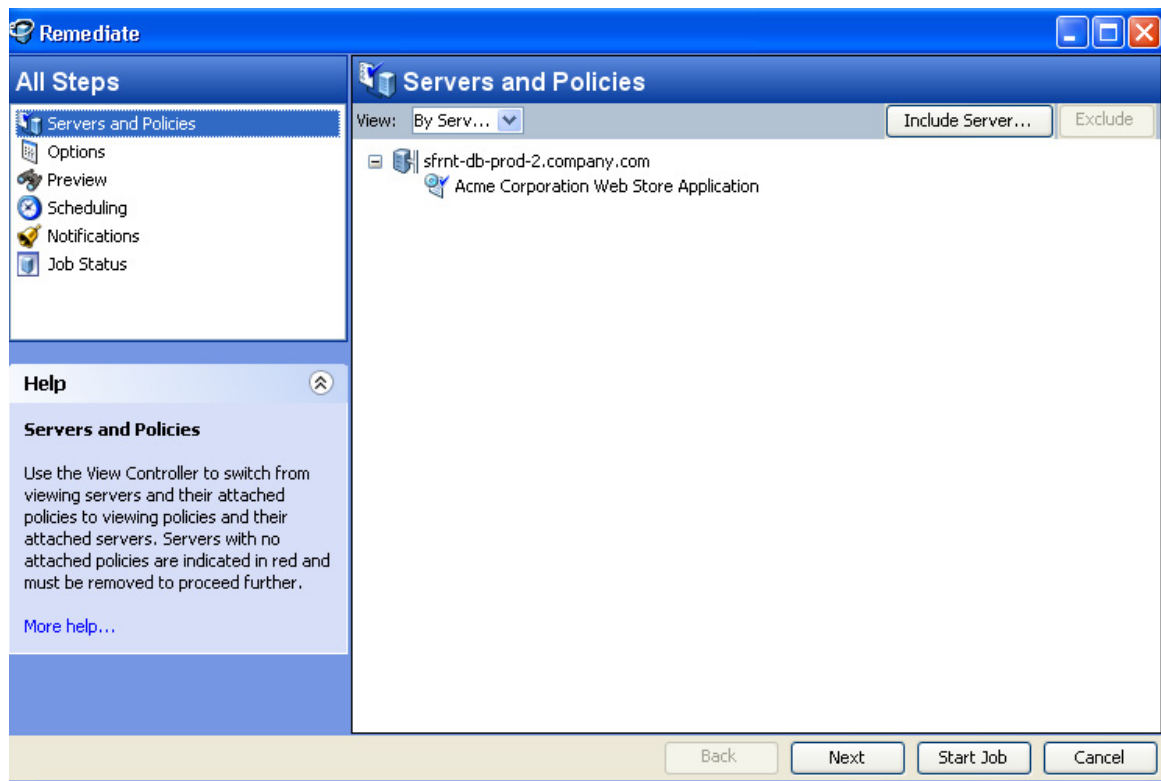 Remediate
All Steps
Servers and Policies
Options
Preview
Scheduling
Notifications
Job Status
Help
Servers and Policies
Use the View Controller to switch from
viewing servers and their attached
policies to viewing policies and their
attached servers. Servers with no
attached policies are indicated in red and
must be removed to proceed further.
More help...
Servers and Policies
View: By Serv... Include Server... Exclude
sfrnt-db-prod-2.company.com
Acme Corporation Web Store Application
Back Next Start Job Cancel